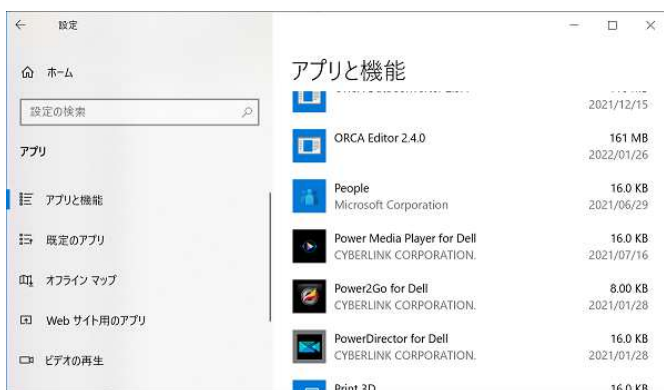 設定
ホーム
設定の検索
アプリ
アプリと機能
既定のアプリ
オフライン マップ
Web サイト用のアプリ
ビデオの再生
アプリと機能
2021/12/15
ORCA Editor 2.4.0 161 MB
2022/01/26
People 16.0 KB
Microsoft Corporation 2021/06/29
Power Media Player for Dell 16.0 KB
CYBERLINK CORPORATION. 2021/07/16
Power2Go for Dell 8.00 KB
CYBERLINK CORPORATION. 2021/01/28
PowerDirector for Dell 16.0 KB
CYBERLINK CORPORATION. 2021/01/28
Print 3D 16.0 KB